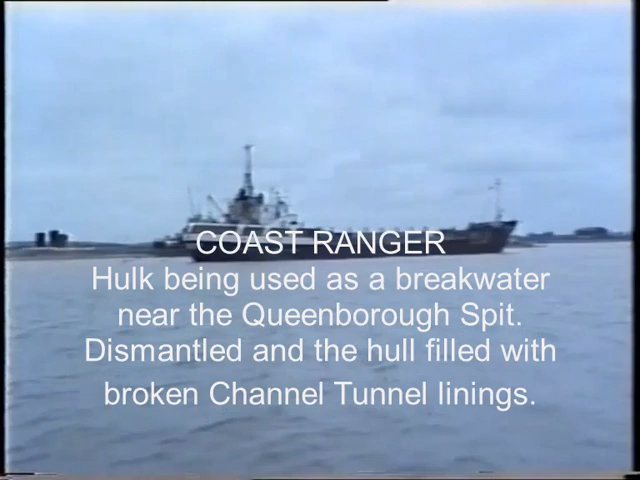 COAST RANGER
Hulk being used as a breakwater
near the Queenborough Spit.
Dismantled and the hull filled with
broken Channel Tunnel linings.